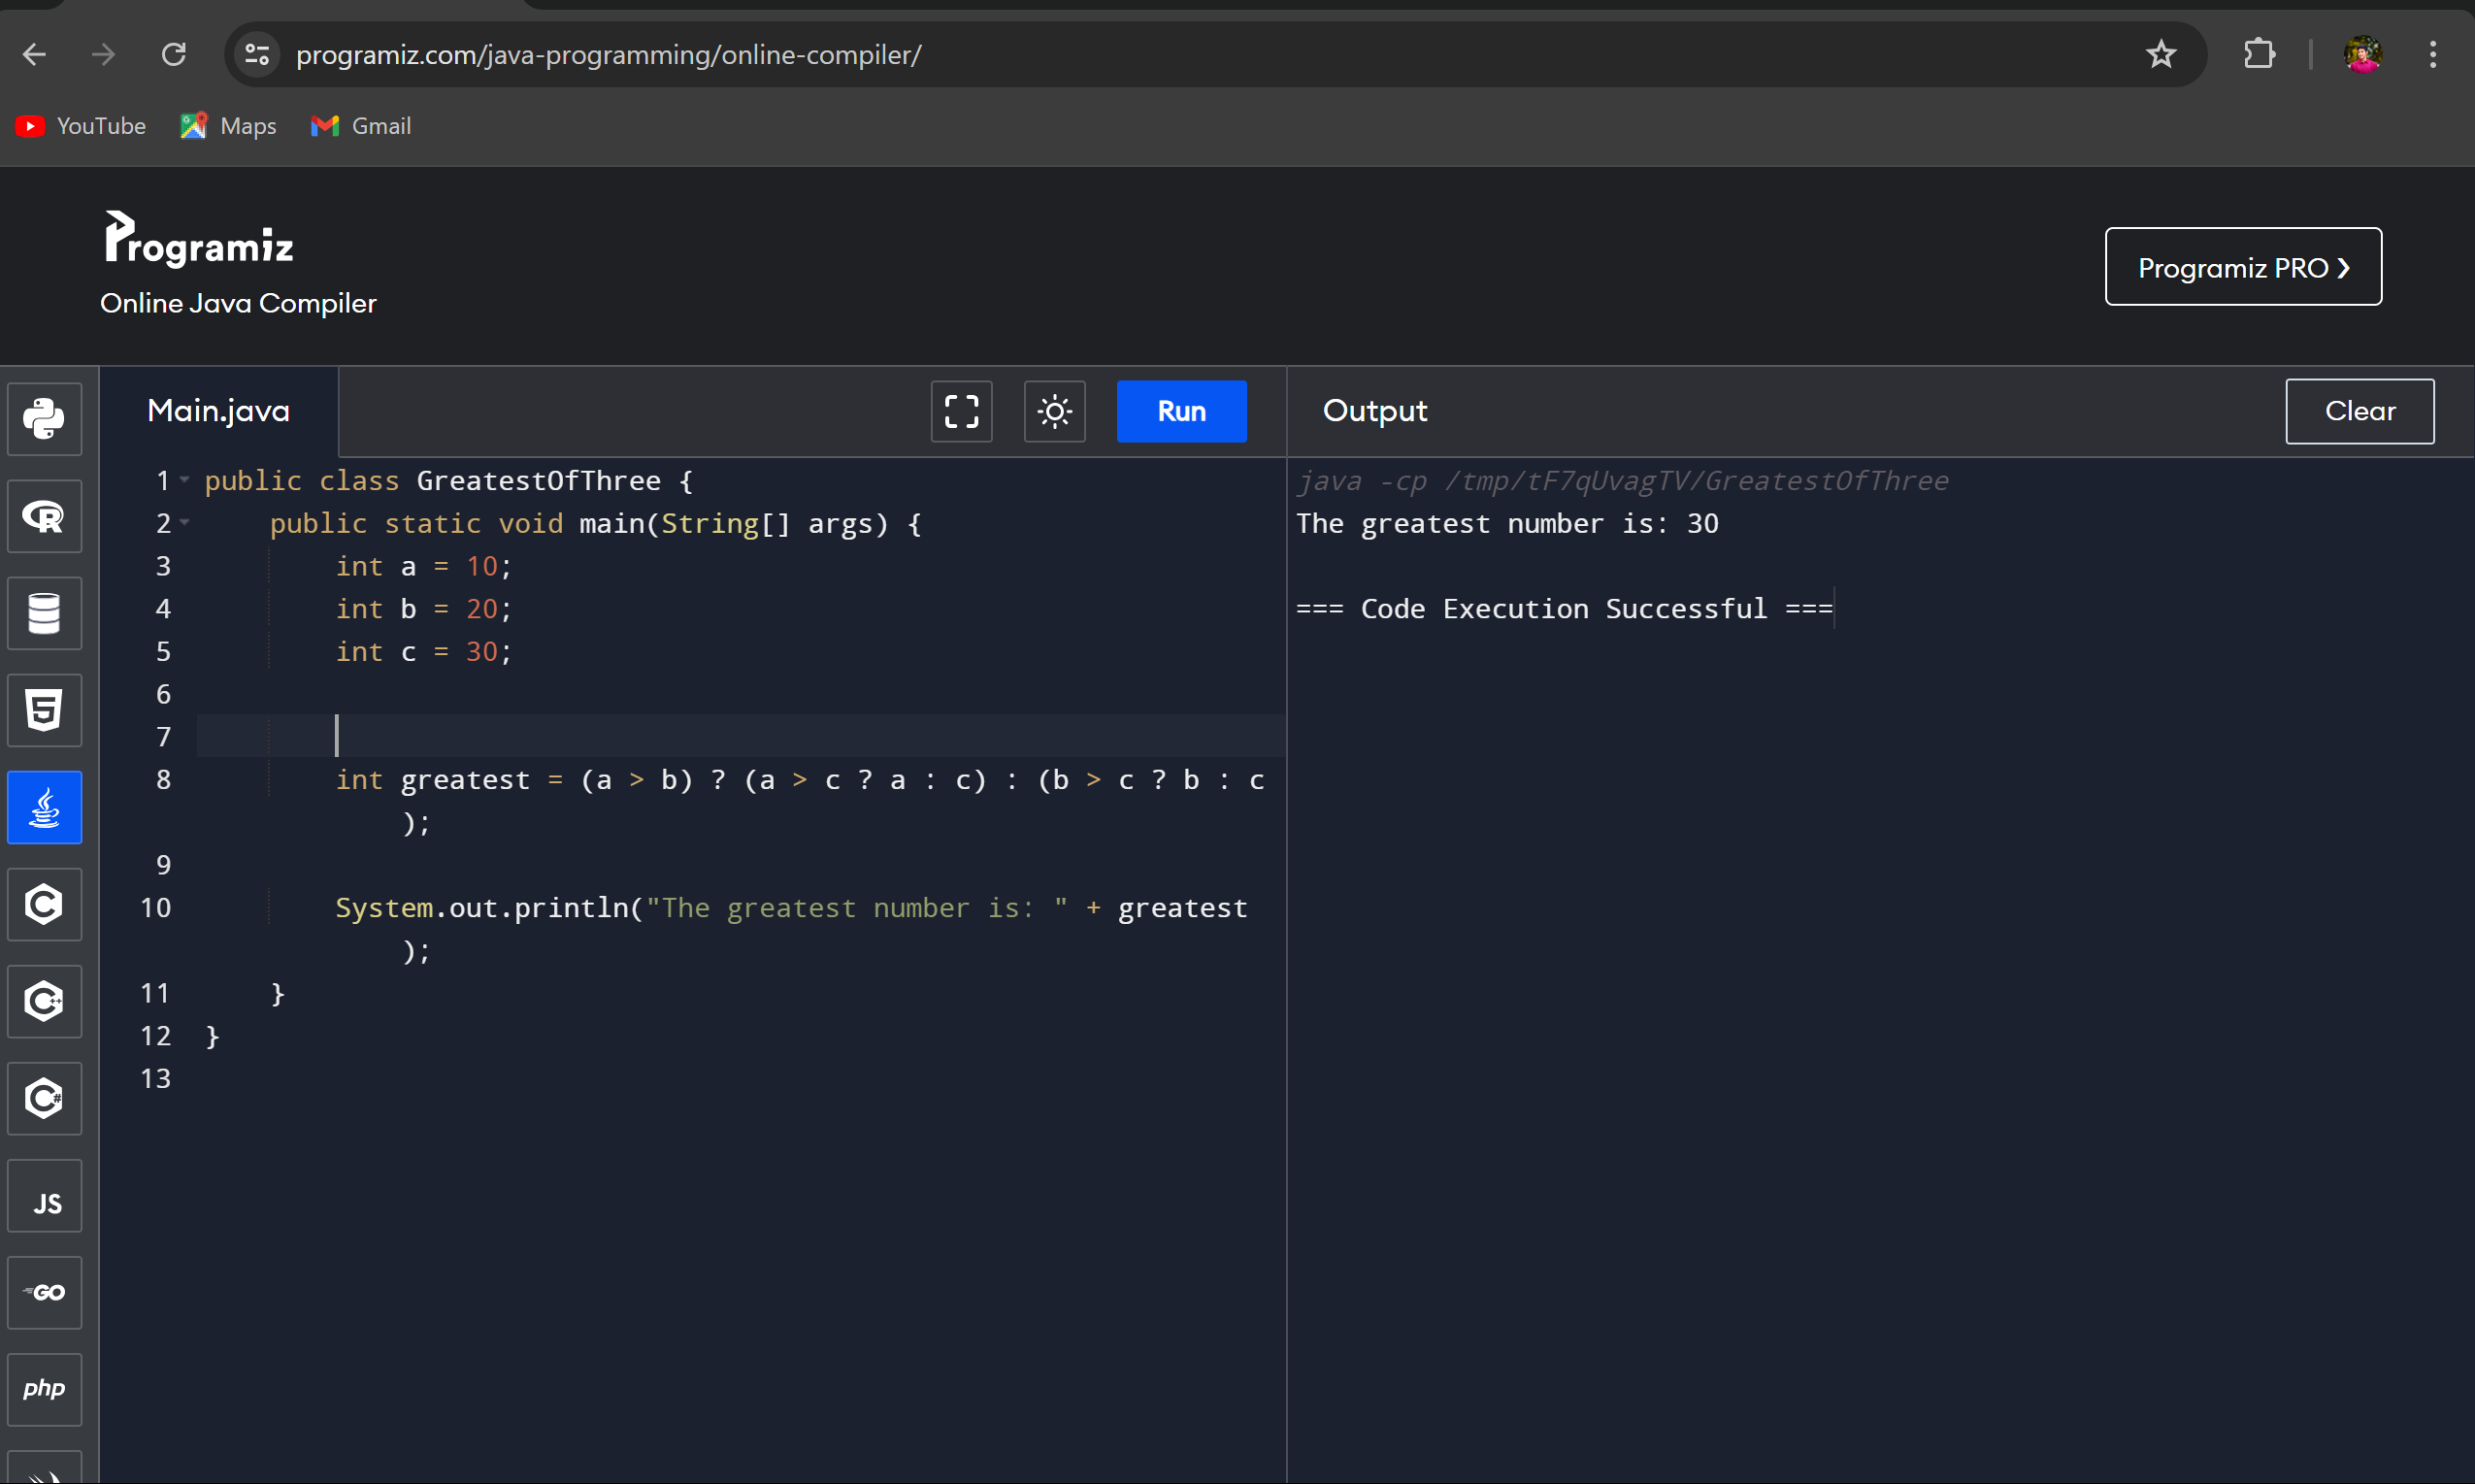 programiz.com/java-programming/online-compiler/
YouTube Maps Gmail
Programiz
Online Java Compiler
Programiz PRO ❯
Main.java
Run
1 public class GreatestOfThree {
2     public static void main(String[] args) {
3         int a = 10;
4         int b = 20;
5         int c = 30;
6
7
8         int greatest = (a > b) ? (a > c ? a : c) : (b > c ? b : c
            );
9
10         System.out.println("The greatest number is: " + greatest
            );
11     }
12 }
13
Output
Clear
java -cp /tmp/tF7qUvagTV/GreatestOfThree
The greatest number is: 30
=== Code Execution Successful ===
R
5
C
C++
C#
JS
GO
php